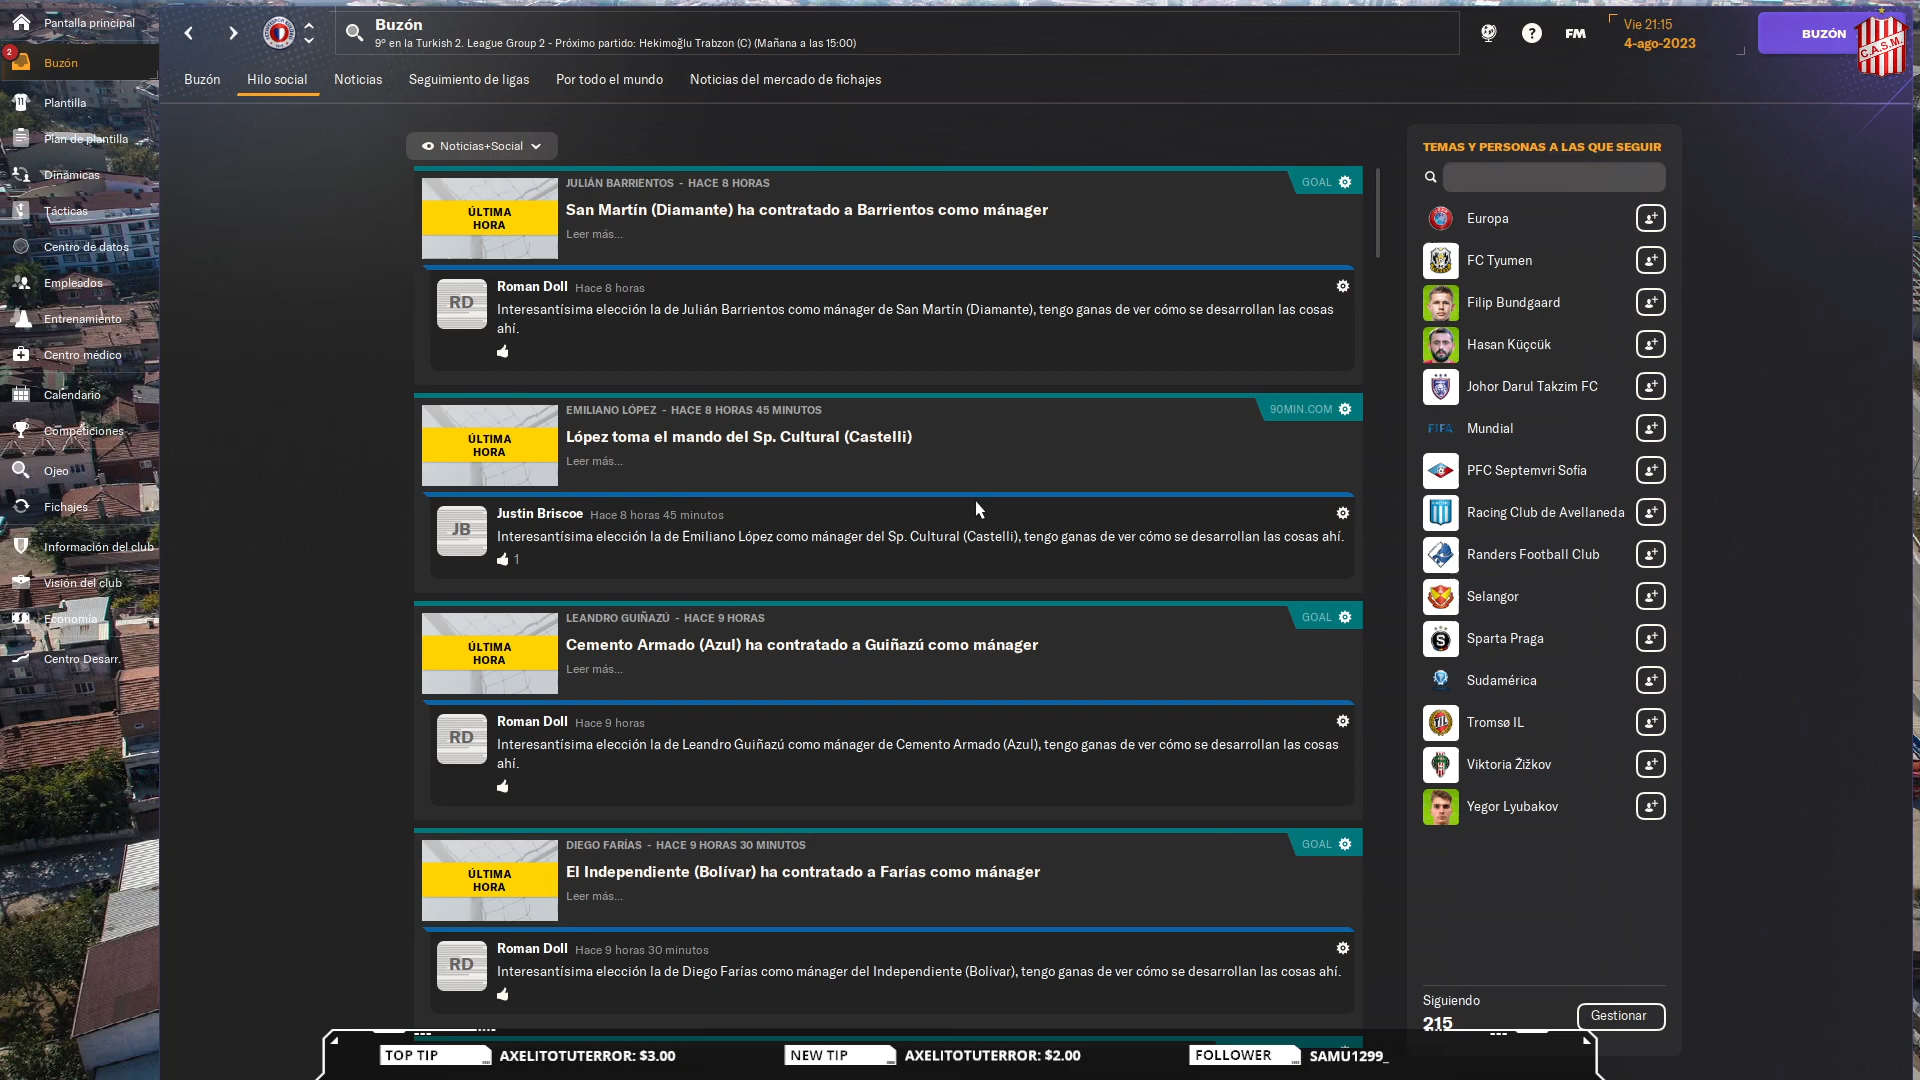 Pantalla principal
2
Buzón
Plantilla
Plan de plantilla
Dinámicas
Tácticas
Centro de datos
Empleados
Entrenamiento
Centro médico
Calendario
Competiciones
Ojeo
Fichajes
Información del club
Visión del club
Economía
Centro Desarr.
Buzón
9º en la Turkish 2. League Group 2 - Próximo partido: Hekimoğlu Trabzon (C) (Mañana a las 15:00)
?
FM
Vie 21:15
4-ago-2023
BUZÓN
C.A.S.M.
Buzón
Hilo social
Noticias
Seguimiento de ligas
Por todo el mundo
Noticias del mercado de fichajes
Noticias+Social
ÚLTIMA
HORA
JULIÁN BARRIENTOS - HACE 8 HORAS
GOAL
San Martín (Diamante) ha contratado a Barrientos como mánager
Leer más...
RD
Roman Doll Hace 8 horas
Interesantísima elección la de Julián Barrientos como mánager de San Martín (Diamante), tengo ganas de ver cómo se desarrollan las cosas
ahí.
ÚLTIMA
HORA
EMILIANO LÓPEZ - HACE 8 HORAS 45 MINUTOS
90MIN.COM
López toma el mando del Sp. Cultural (Castelli)
Leer más...
JB
Justin Briscoe Hace 8 horas 45 minutos
Interesantísima elección la de Emiliano López como mánager del Sp. Cultural (Castelli), tengo ganas de ver cómo se desarrollan las cosas ahí.
1
ÚLTIMA
HORA
LEANDRO GUIÑAZÚ - HACE 9 HORAS
GOAL
Cemento Armado (Azul) ha contratado a Guiñazú como mánager
Leer más...
RD
Roman Doll Hace 9 horas
Interesantísima elección la de Leandro Guiñazú como mánager de Cemento Armado (Azul), tengo ganas de ver cómo se desarrollan las cosas
ahí.
ÚLTIMA
HORA
DIEGO FARÍAS - HACE 9 HORAS 30 MINUTOS
GOAL
El Independiente (Bolívar) ha contratado a Farías como mánager
Leer más...
RD
Roman Doll Hace 9 horas 30 minutos
Interesantísima elección la de Diego Farías como mánager del Independiente (Bolívar), tengo ganas de ver cómo se desarrollan las cosas ahí.
TEMAS Y PERSONAS A LAS QUE SEGUIR
Europa
FC Tyumen
Filip Bundgaard
Hasan Küçcük
Johor Darul Takzim FC
FIFA
Mundial
PFC Septemvri Sofía
Racing Club de Avellaneda
Randers Football Club
Selangor
Sparta Praga
Sudamérica
Tromsø IL
Viktoria Žižkov
Yegor Lyubakov
Siguiendo
215
Gestionar
TOP TIP
AXELITOTUTERROR: $3.00
NEW TIP
AXELITOTUTERROR: $2.00
FOLLOWER
SAMU1299_